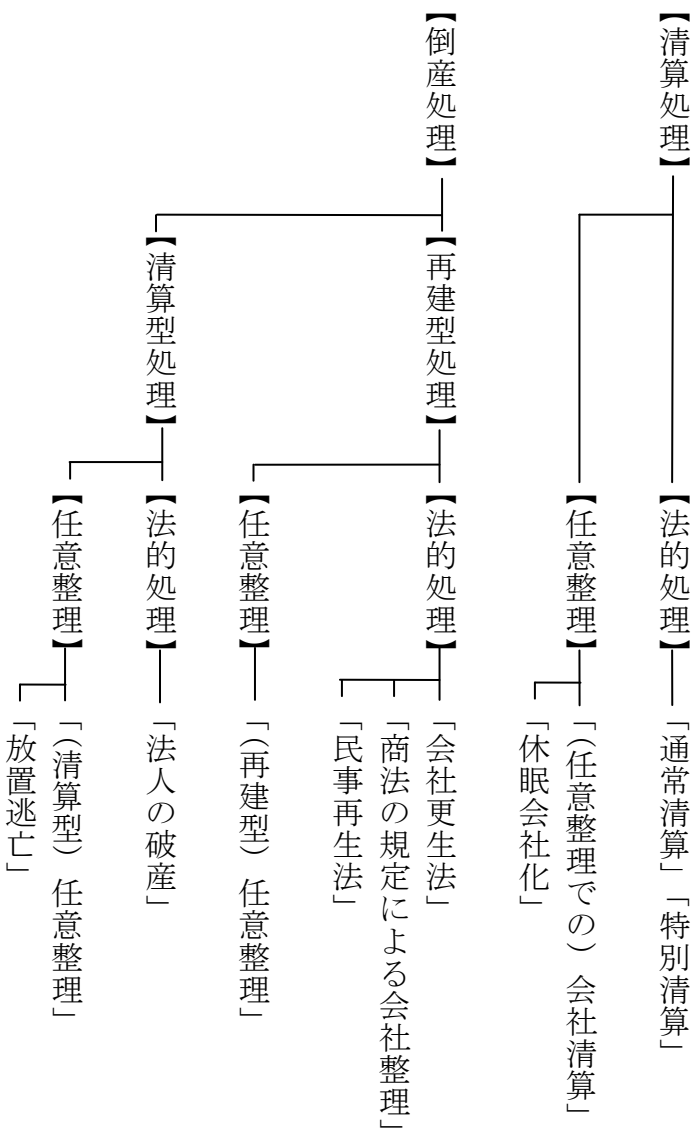 【清算処理】
【法的処理】
「通常清算」「特別清算」
【任意整理】
「（任意整理での）会社清算」
「休眠会社化」
【倒産処理】
【再建型処理】
【法的処理】
「会社更生法」
「商法の規定による会社整理」
「民事再生法」
【任意整理】
「（再建型）任意整理」
【清算型処理】
【法的処理】
「法人の破産」
【任意整理】
「（清算型）任意整理」
「放置逃亡」